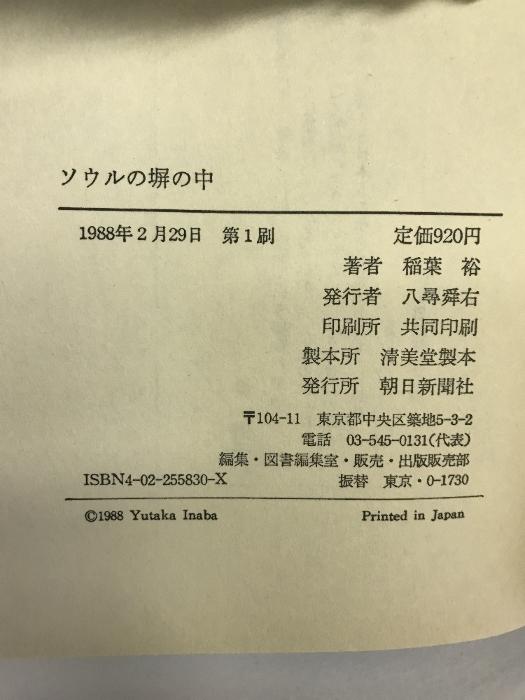 ソウルの塀の中
1988年2月29日 第1刷 定価920円
著者 稲葉 裕
発行者 八尋舜右
印刷所 共同印刷
製本所 清美堂製本
発行所 朝日新聞社
〒104-11 東京都中央区築地5-3-2
電話 03-545-0131(代表)
編集・図書編集室・販売・出版販売部
ISBN4-02-255830-X 振替 東京・0-1730
©1988 Yutaka Inaba Printed in Japan